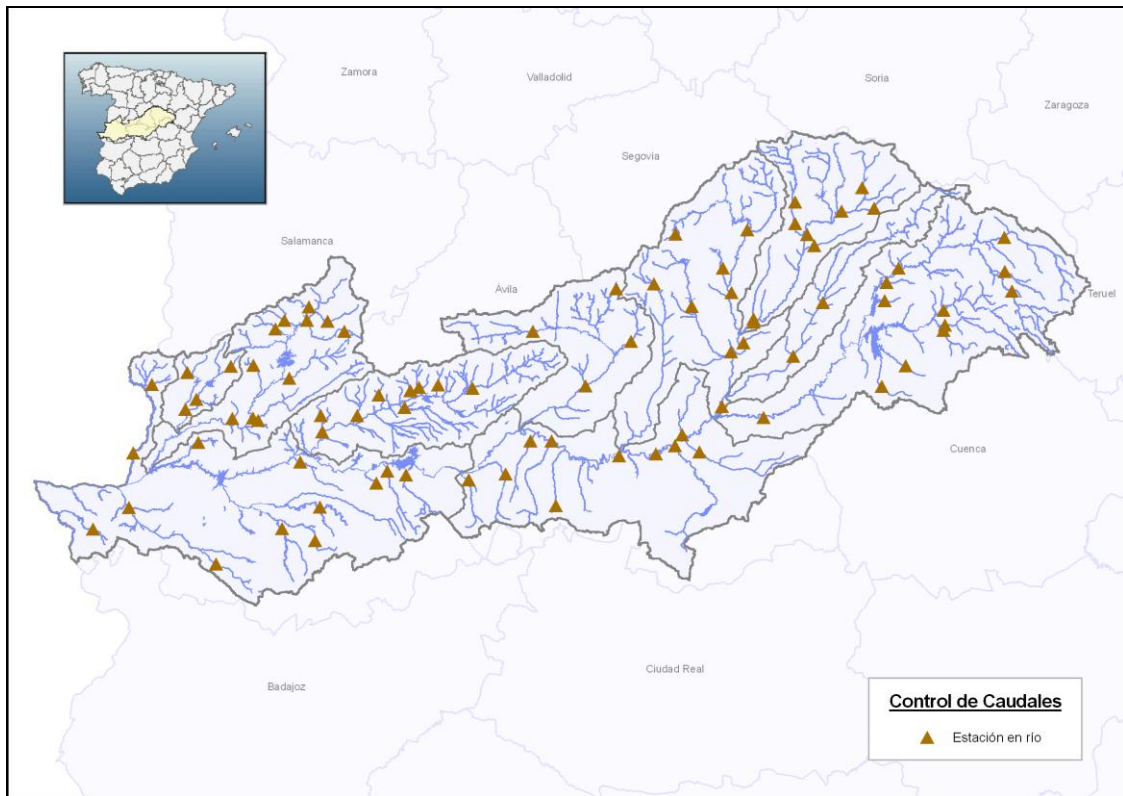 Zamora
Valladolid
Soria
Zaragoza
Segovia
Salamanca
Ávila
Teruel
Cuenca
Badajoz
Ciudad Real
Control de Caudales
Estación en río